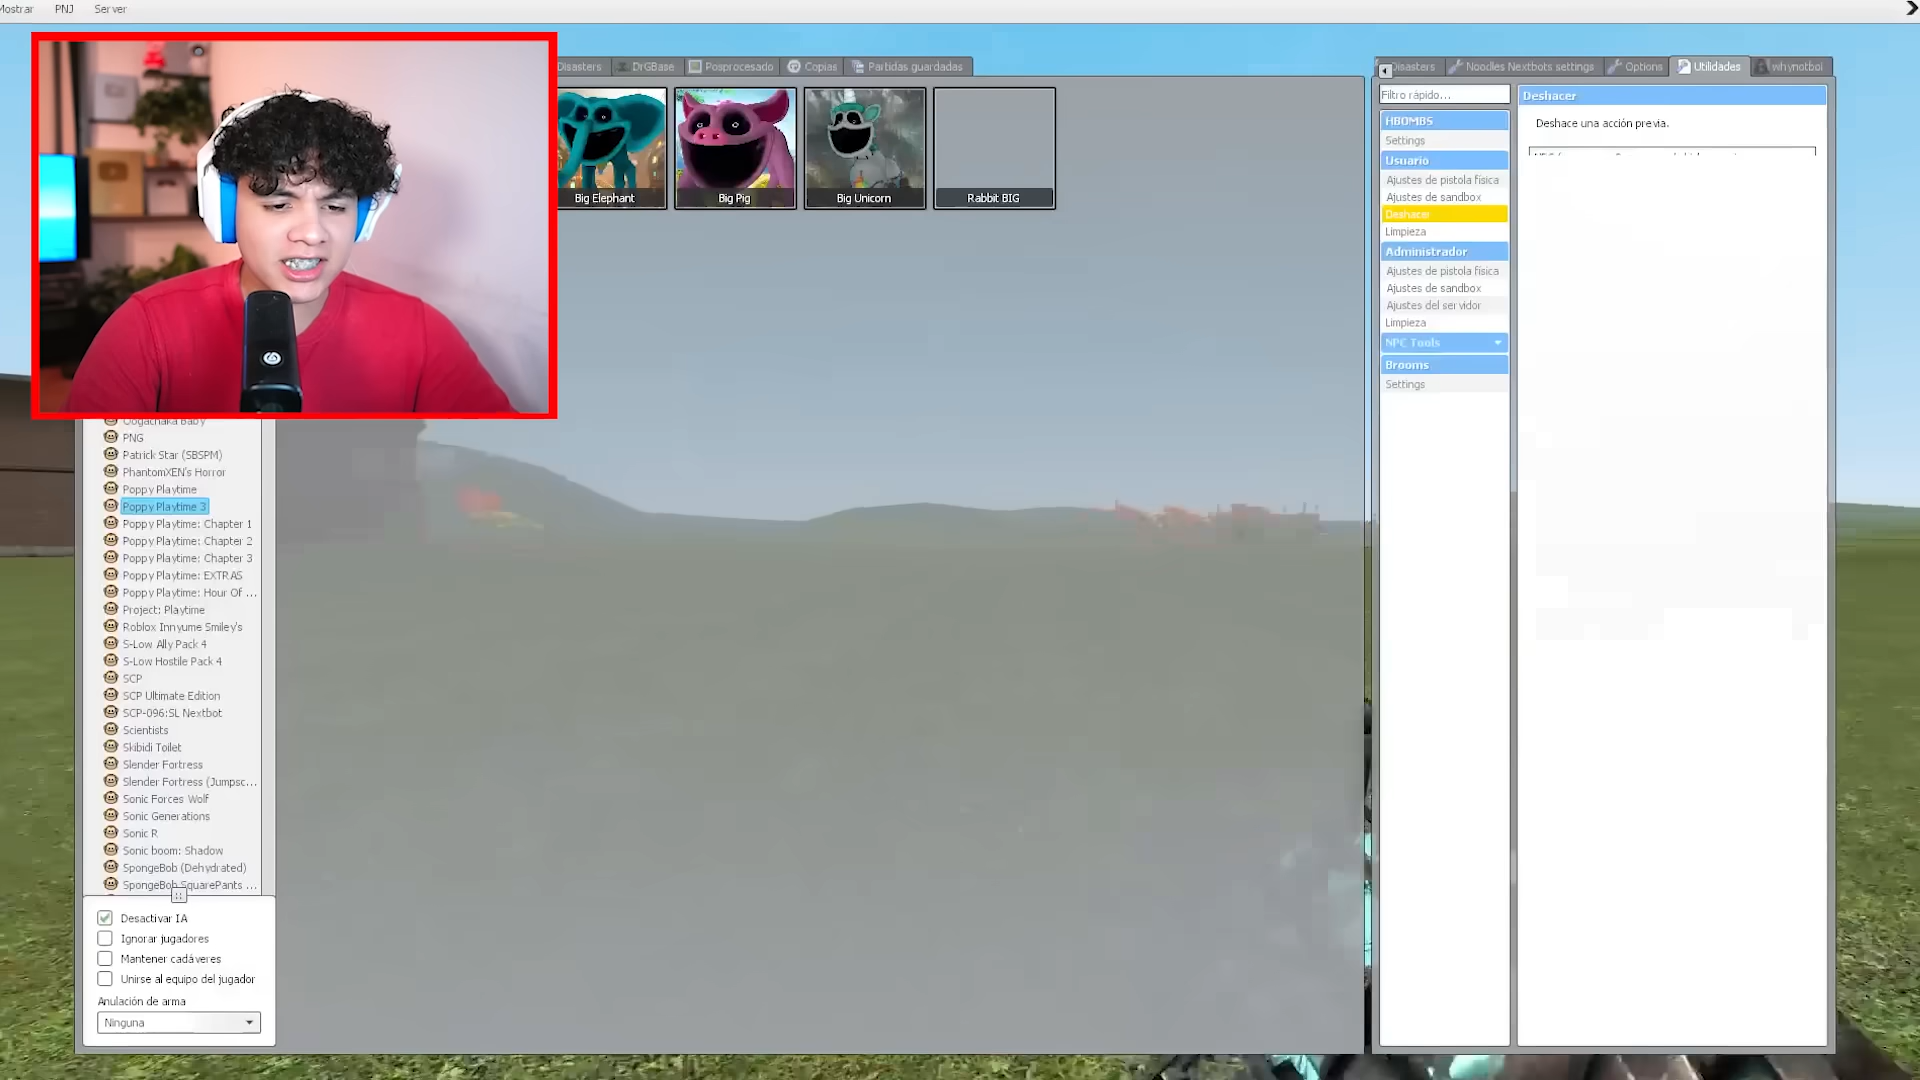 Mostrar PNJ Server
Disasters DrGBase Posprocesado Copias Partidas guardadas
Big Elephant
Big Pig
Big Unicorn
Rabbit BIG
PNG
Patrick Star (SBSPM)
PhantomXEN's Horror
Poppy Playtime
Poppy Playtime 3
Poppy Playtime: Chapter 1
Poppy Playtime: Chapter 2
Poppy Playtime: Chapter 3
Poppy Playtime: EXTRAS
Poppy Playtime: Hour Of ...
Project: Playtime
Roblox Innyume Smiley's
S-Low Ally Pack 4
S-Low Hostile Pack 4
SCP
SCP Ultimate Edition
SCP-096:SL Nextbot
Scientists
Skibidi Toilet
Slender Fortress
Slender Fortress (Jumpsc...
Sonic Forces Wolf
Sonic Generations
Sonic R
Sonic boom: Shadow
SpongeBob (Dehydrated)
SpongeBob SquarePants ...
Desactivar IA
Ignorar jugadores
Mantener cadáveres
Unirse al equipo del jugador
Anulación de arma
Ninguna
Disasters Noodles Nextbots settings Options Utilidades whynotboi
Filtro rápido...
HBOMBS
Settings
Usuario
Ajustes de pistola física
Ajustes de sandbox
Deshacer
Limpieza
Administrador
Ajustes de pistola física
Ajustes de sandbox
Ajustes del servidor
Limpieza
NPC Tools
Brooms
Settings
Deshacer
Deshace una acción previa.